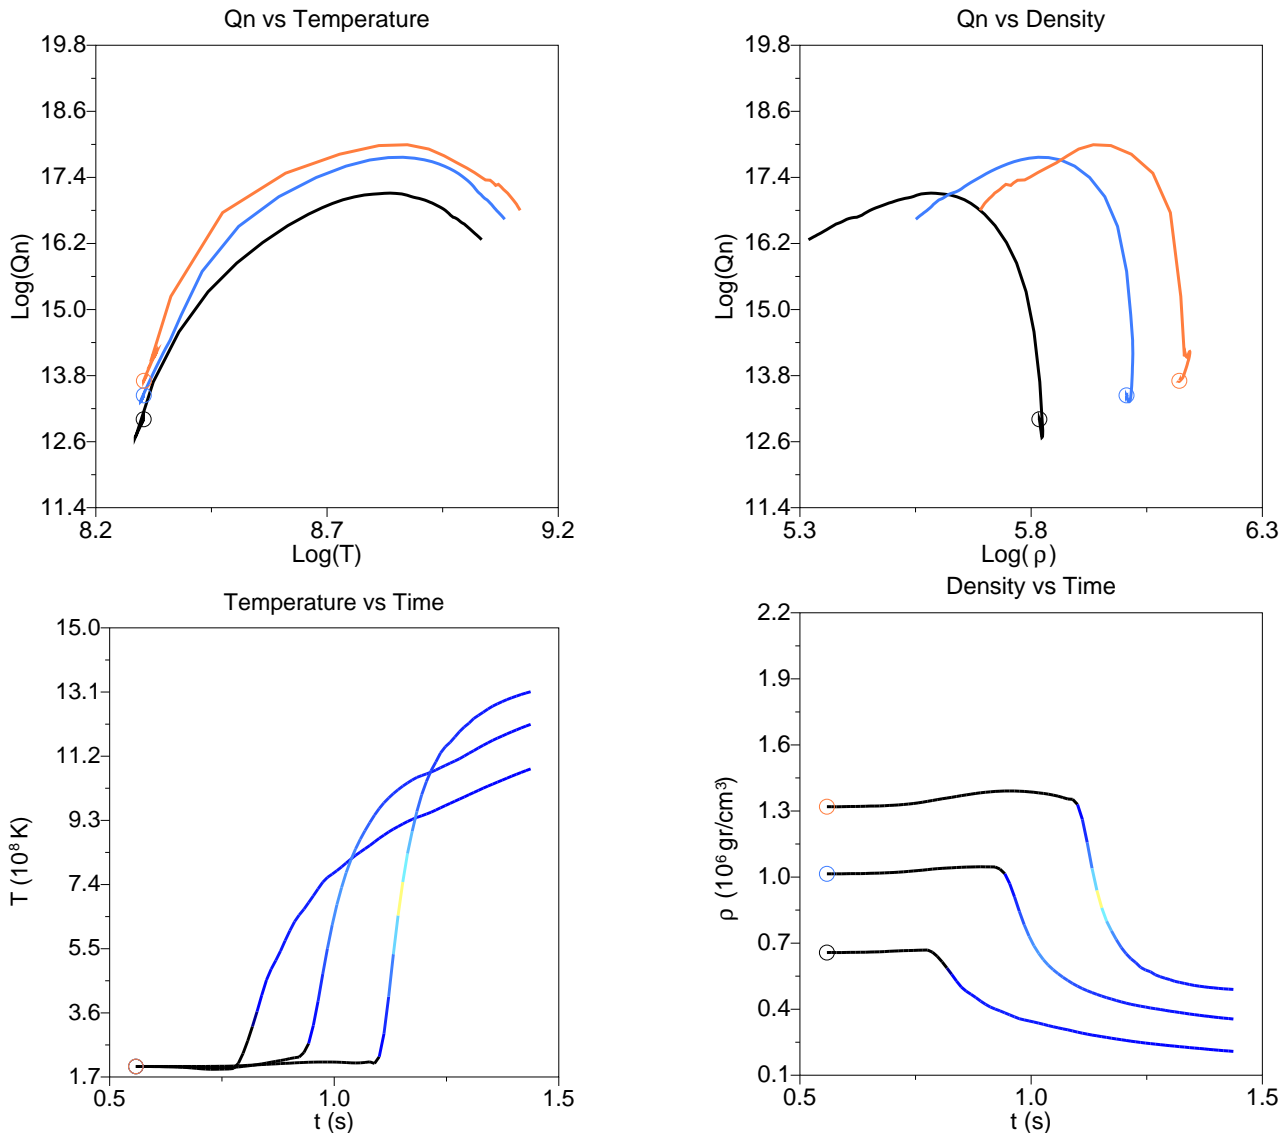 Qn vs Temperature
19.8
18.6
17.4
16.2
15.0
13.8
12.6
11.4
Log(Qn)
8.2 8.7 9.2
Log(T)
Qn vs Density
19.8
18.6
17.4
16.2
15.0
13.8
12.6
11.4
Log(Qn)
5.3 5.8 6.3
Log( ρ)
Temperature vs Time
15.0
13.1
11.2
9.3
7.4
5.5
3.6
1.7
T (10⁸ K)
0.5 1.0 1.5
t (s)
Density vs Time
2.2
1.9
1.6
1.3
1.0
0.7
0.4
0.1
ρ (10⁶ gr/cm³)
0.5 1.0 1.5
t (s)